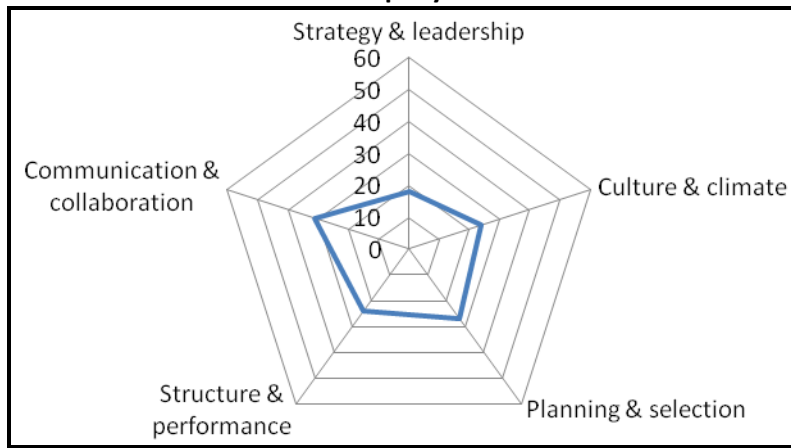 Strategy & leadership
60
50
40
30
20
10
0
Communication &
collaboration
Culture & climate
Structure &
performance
Planning & selection